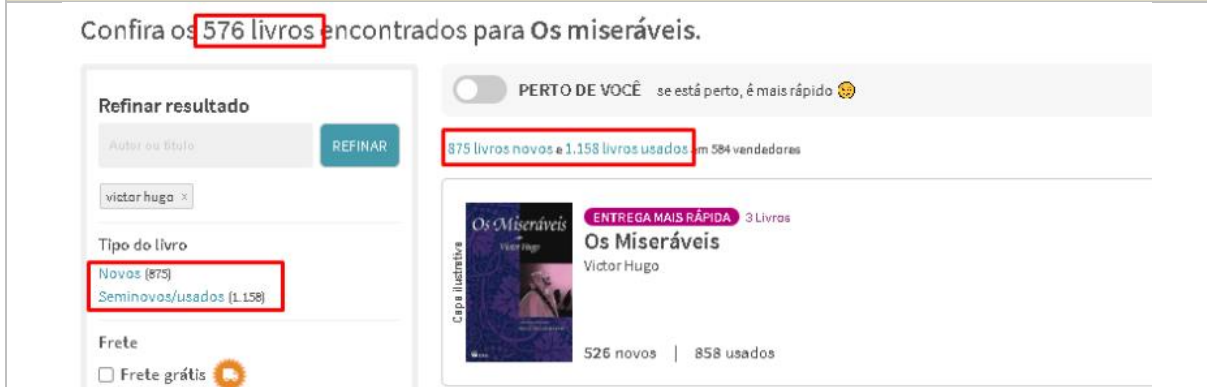 Confira os 576 livros encontrados para Os miseráveis.
Refinar resultado
Autor ou título
REFINAR
victor hugo x
Tipo do livro
Novos (875)
Seminovos/usados (1.158)
Frete
Frete grátis
PERTO DE VOCÊ se está perto, é mais rápido
875 livros novos e 1.158 livros usados em 584 vendedores
Capa ilustrativa
Os Miseráveis
Victor Hugo
ENTREGA MAIS RÁPIDA 3 Livros
Os Miseráveis
Victor Hugo
526 novos | 858 usados